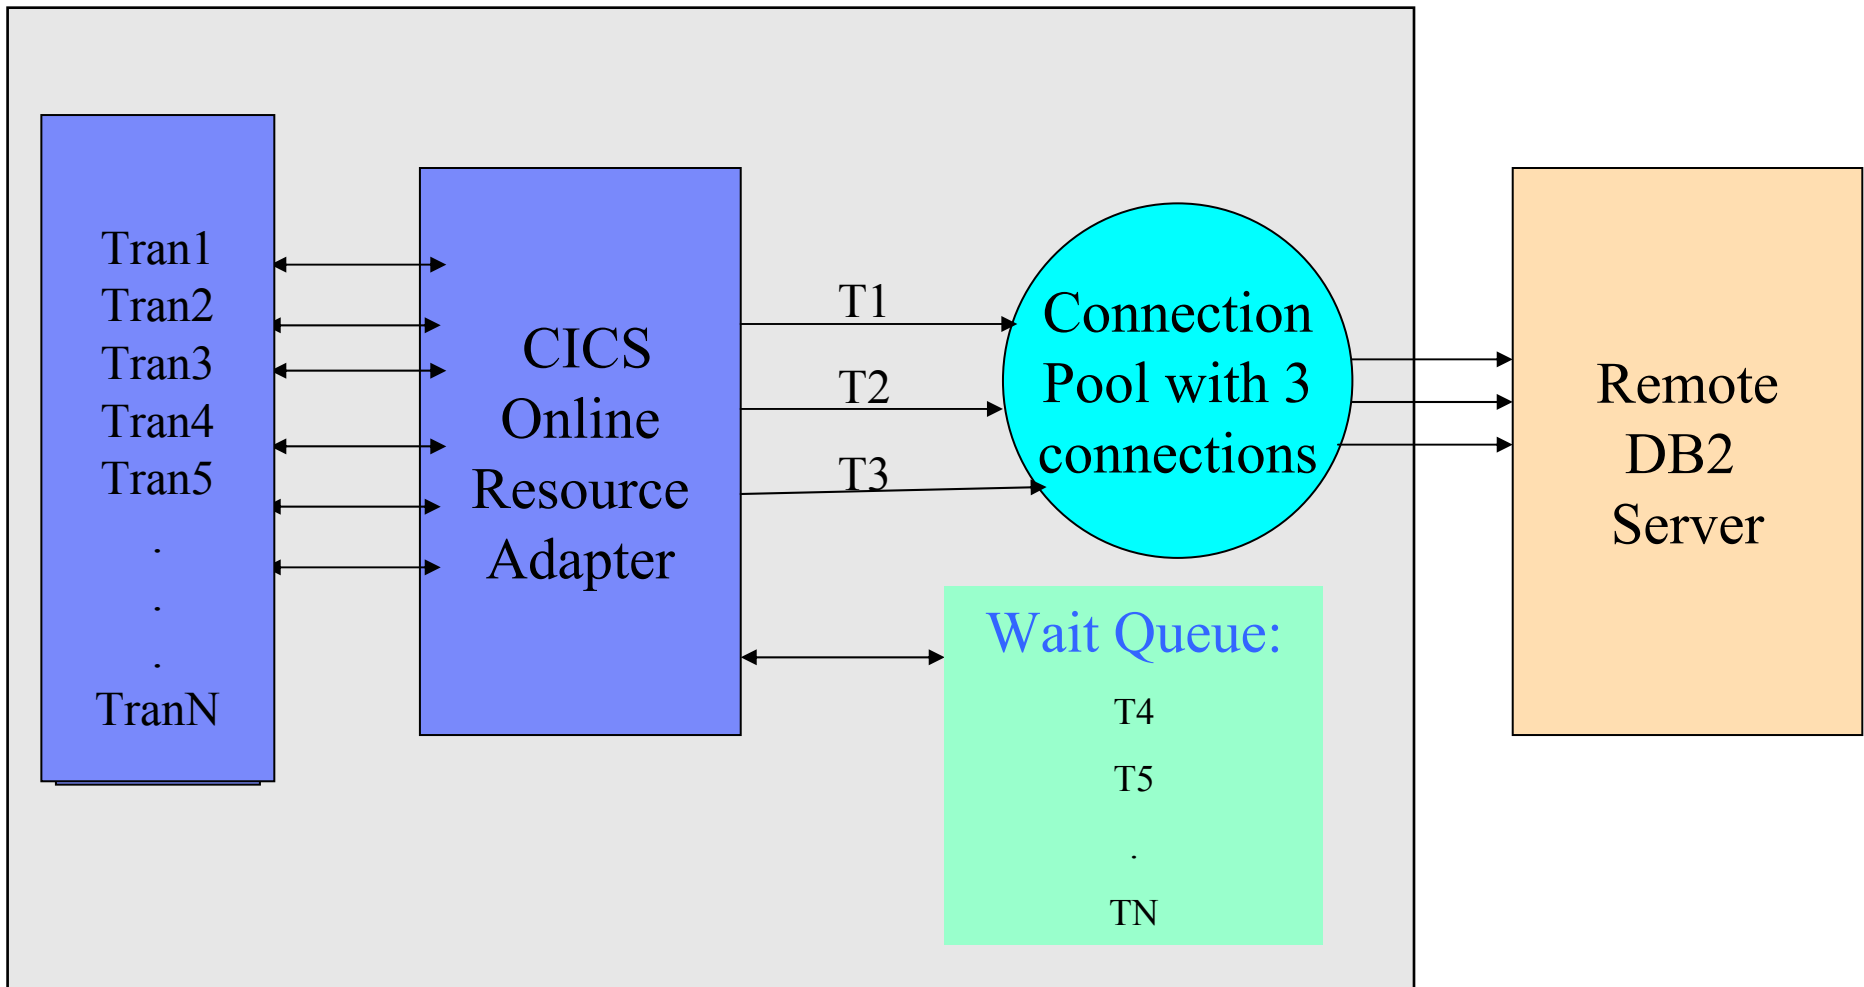 Tran1
Tran2
Tran3
Tran4
Tran5
.
.
.
TranN
CICS
Online
Resource
Adapter
T1
T2
T3
Connection
Pool with 3
connections
Wait Queue:
T4
T5
.
TN
Remote
DB2
Server